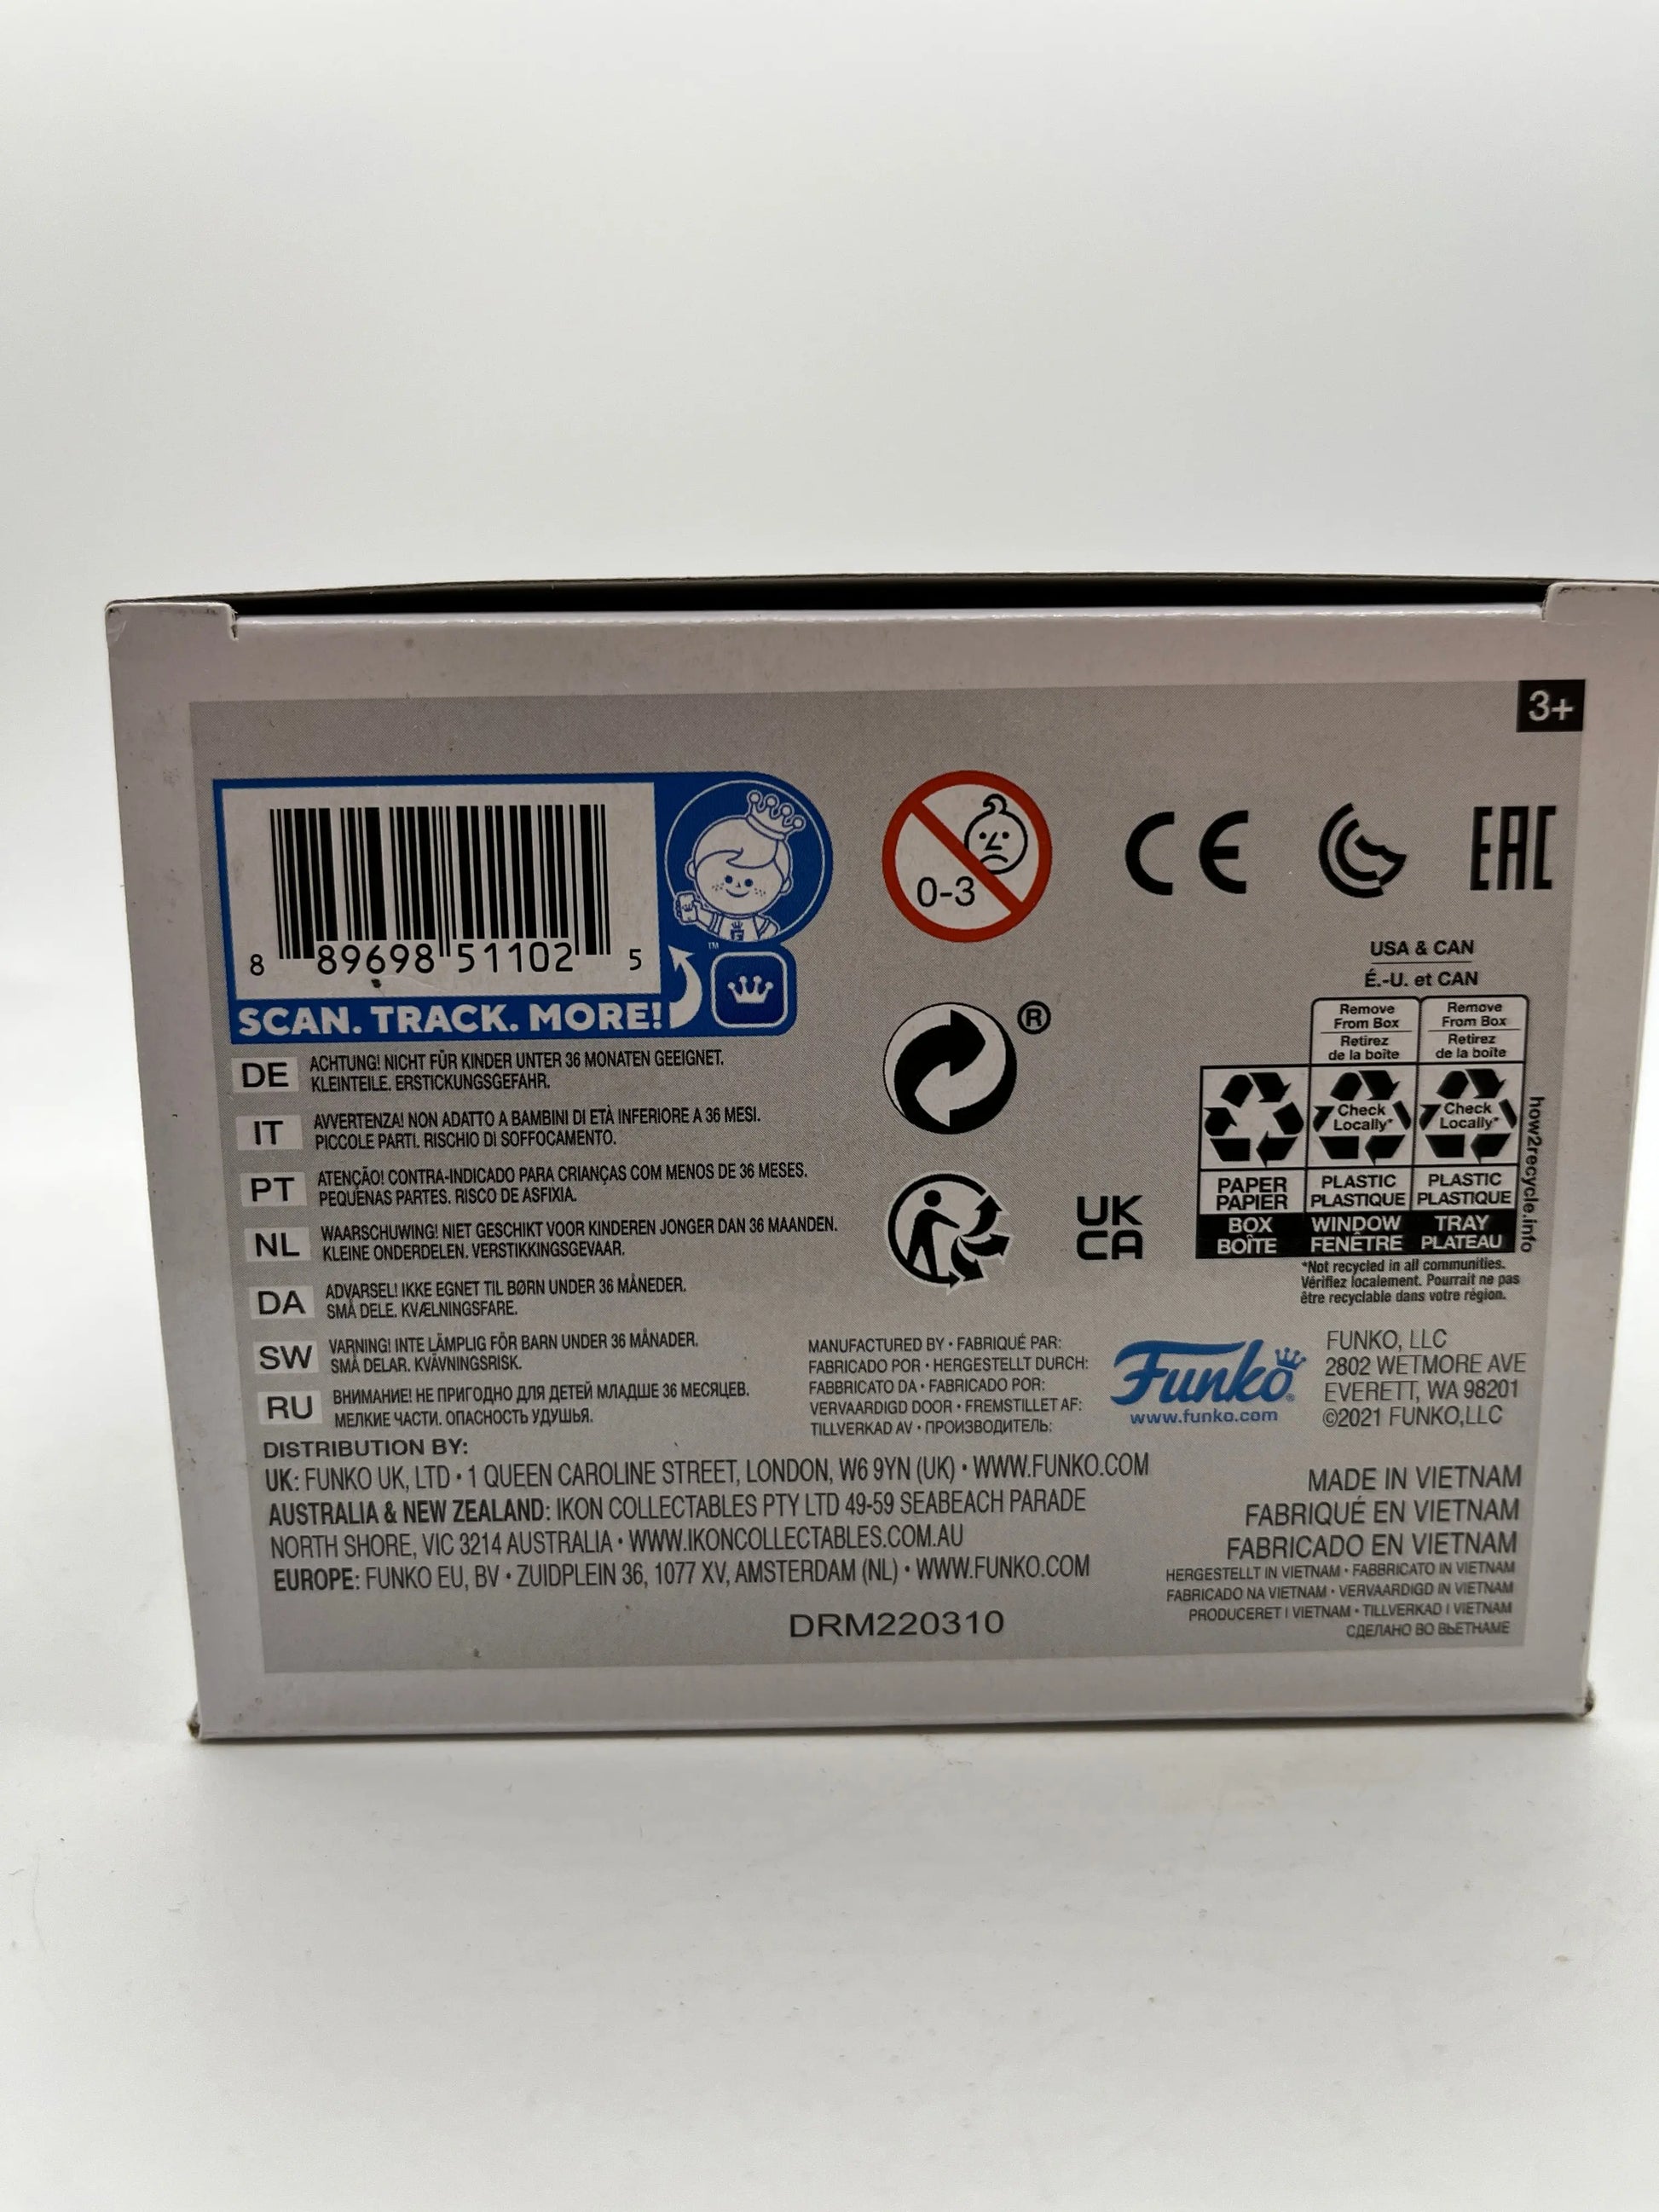 3+
8 89698 51102 5
™
SCAN. TRACK. MORE!
0-3
CE
EAC
®
UK
CA
USA & CAN
É.-U. et CAN
Remove
From Box
Retirez
de la boîte
Remove
From Box
Retirez
de la boîte
Check
Locally*
Check
Locally*
PAPER
PAPIER
PLASTIC
PLASTIQUE
PLASTIC
PLASTIQUE
BOX
BOÎTE
WINDOW
FENÊTRE
TRAY
PLATEAU
how2recycle.info
*Not recycled in all communities.
Vérifiez localement. Pourrait ne pas
être recyclable dans votre région.
DE ACHTUNG! NICHT FÜR KINDER UNTER 36 MONATEN GEEIGNET.
KLEINTEILE. ERSTICKUNGSGEFAHR.
IT AVVERTENZA! NON ADATTO A BAMBINI DI ETÀ INFERIORE A 36 MESI.
PICCOLE PARTI. RISCHIO DI SOFFOCAMENTO.
PT ATENÇÃO! CONTRA-INDICADO PARA CRIANÇAS COM MENOS DE 36 MESES.
PEQUENAS PARTES. RISCO DE ASFIXIA.
NL WAARSCHUWING! NIET GESCHIKT VOOR KINDEREN JONGER DAN 36 MAANDEN.
KLEINE ONDERDELEN. VERSTIKKINGSGEVAAR.
DA ADVARSEL! IKKE EGNET TIL BØRN UNDER 36 MÅNEDER.
SMÅ DELE. KVÆLNINGSFARE.
SW VARNING! INTE LÄMPLIG FÖR BARN UNDER 36 MÅNADER.
SMÅ DELAR. KVÄVNINGSRISK.
RU ВНИМАНИЕ! НЕ ПРИГОДНО ДЛЯ ДЕТЕЙ МЛАДШЕ 36 МЕСЯЦЕВ.
МЕЛКИЕ ЧАСТИ. ОПАСНОСТЬ УДУШЬЯ.
MANUFACTURED BY • FABRIQUÉ PAR:
FABRICADO POR • HERGESTELLT DURCH:
FABBRICATO DA • FABRICADO POR:
VERVAARDIGD DOOR • FREMSTILLET AF:
TILLVERKAD AV • ПРОИЗВОДИТЕЛЬ:
Funko®
www.funko.com
FUNKO, LLC
2802 WETMORE AVE
EVERETT, WA 98201
©2021 FUNKO,LLC
DISTRIBUTION BY:
UK: FUNKO UK, LTD • 1 QUEEN CAROLINE STREET, LONDON, W6 9YN (UK) • WWW.FUNKO.COM
AUSTRALIA & NEW ZEALAND: IKON COLLECTABLES PTY LTD 49-59 SEABEACH PARADE
NORTH SHORE, VIC 3214 AUSTRALIA • WWW.IKONCOLLECTABLES.COM.AU
EUROPE: FUNKO EU, BV • ZUIDPLEIN 36, 1077 XV, AMSTERDAM (NL) • WWW.FUNKO.COM
MADE IN VIETNAM
FABRIQUÉ EN VIETNAM
FABRICADO EN VIETNAM
HERGESTELLT IN VIETNAM • FABBRICATO IN VIETNAM
FABRICADO NA VIETNAM • VERVAARDIGD IN VIETNAM
PRODUCERET I VIETNAM • TILLVERKAD I VIETNAM
СДЕЛАНО ВО ВЬЕТНАМЕ
DRM220310